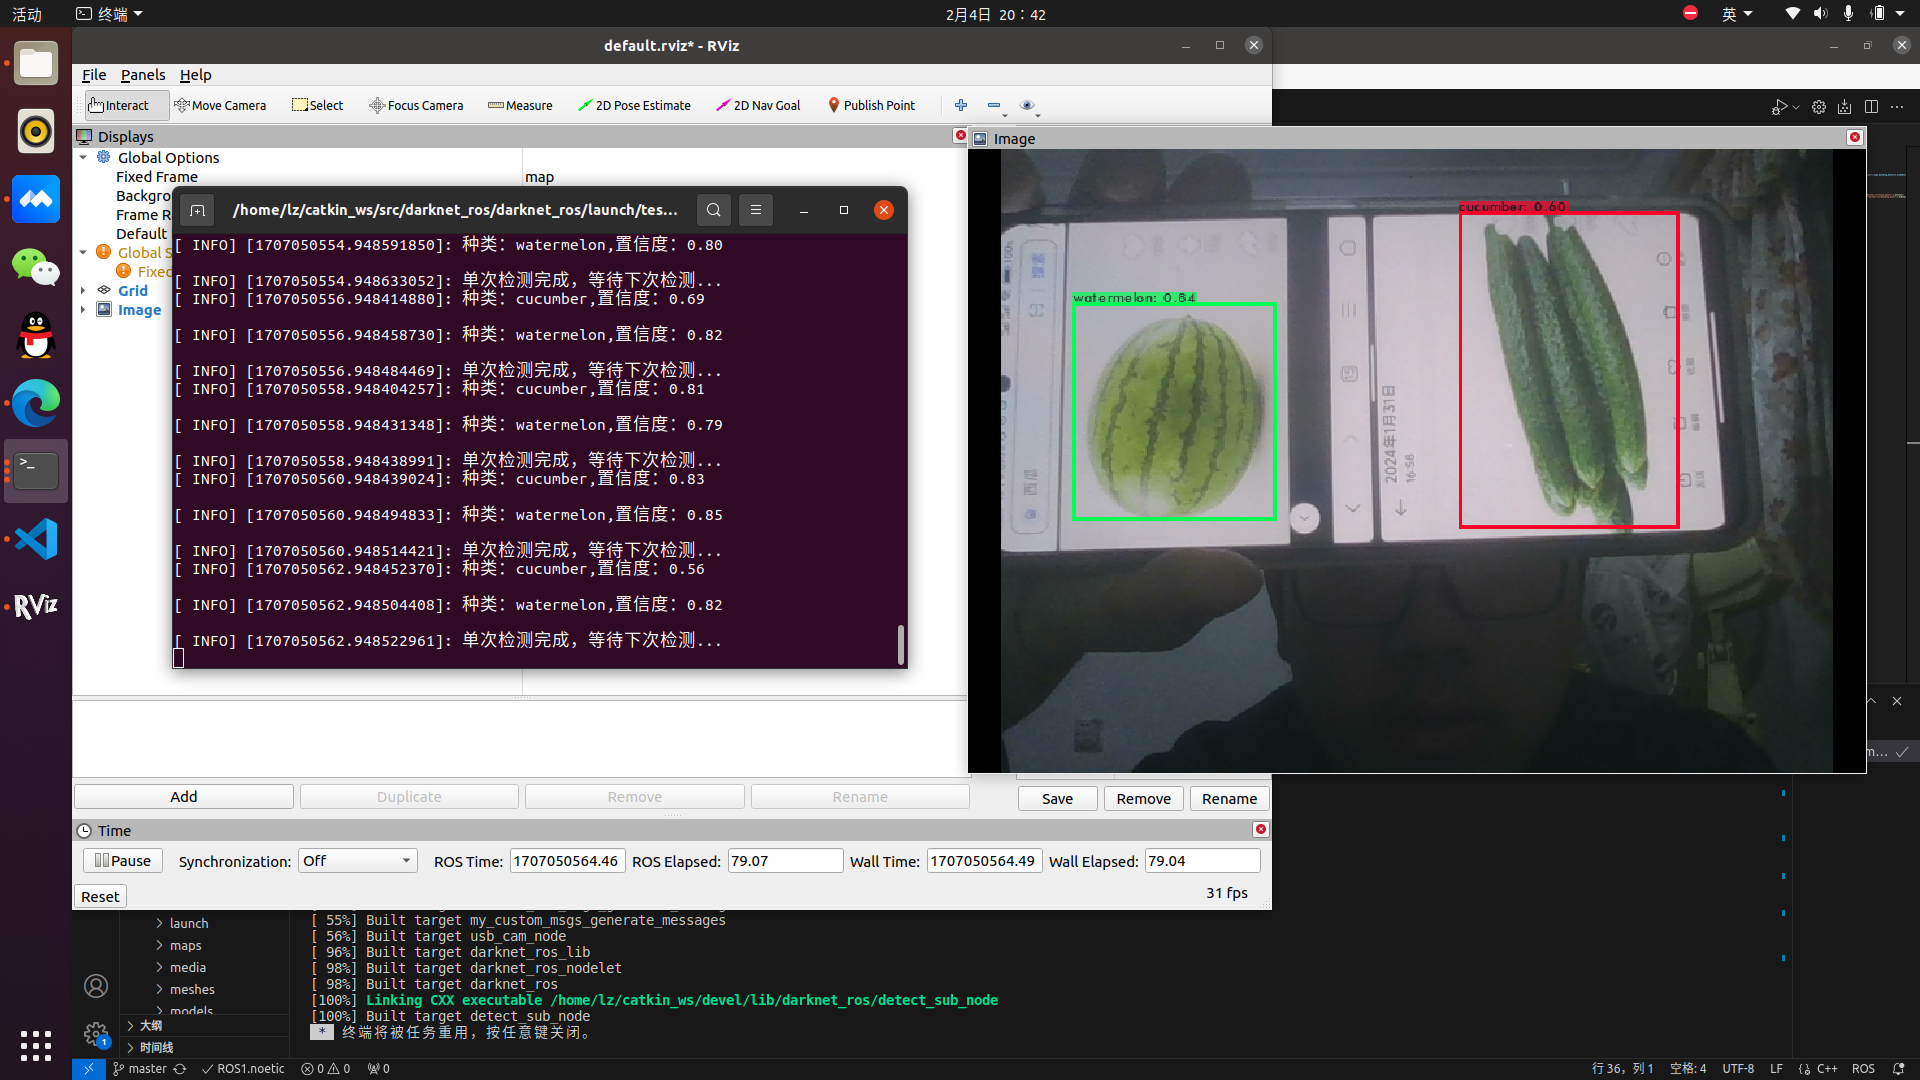 活动
终端
2月4日 20：42
英
default.rviz* - RViz
File Panels Help
Interact Move Camera Select Focus Camera Measure 2D Pose Estimate 2D Nav Goal Publish Point
Displays
Global Options
Fixed Frame map
Backgro
Frame R
Default
Global S
Fixed
Grid
Image
/home/lz/catkin_ws/src/darknet_ros/darknet_ros/launch/tes...
[ INFO] [1707050554.948591850]: 种类: watermelon,置信度: 0.80
[ INFO] [1707050554.948633052]: 单次检测完成，等待下次检测...
[ INFO] [1707050556.948414880]: 种类: cucumber,置信度: 0.69
[ INFO] [1707050556.948458730]: 种类: watermelon,置信度: 0.82
[ INFO] [1707050556.948484469]: 单次检测完成，等待下次检测...
[ INFO] [1707050558.948404257]: 种类: cucumber,置信度: 0.81
[ INFO] [1707050558.948431348]: 种类: watermelon,置信度: 0.79
[ INFO] [1707050558.948438991]: 单次检测完成，等待下次检测...
[ INFO] [1707050560.948439024]: 种类: cucumber,置信度: 0.83
[ INFO] [1707050560.948494833]: 种类: watermelon,置信度: 0.85
[ INFO] [1707050560.948514421]: 单次检测完成，等待下次检测...
[ INFO] [1707050562.948452370]: 种类: cucumber,置信度: 0.56
[ INFO] [1707050562.948504408]: 种类: watermelon,置信度: 0.82
[ INFO] [1707050562.948522961]: 单次检测完成，等待下次检测...
Image
cucumber: 0.60
watermelon: 0.84
搜索
100%
西瓜
15
2024年1月31日
16:58
RViz
Add Duplicate Remove Rename
Save Remove Rename
Time
Pause Synchronization: Off ROS Time: 1707050564.46 ROS Elapsed: 79.07 Wall Time: 1707050564.49 Wall Elapsed: 79.04
Reset
31 fps
m...
launch
maps
media
meshes
models
大纲
时间线
[ 55%] Built target my_custom_msgs_generate_messages
[ 56%] Built target usb_cam_node
[ 96%] Built target darknet_ros_lib
[ 98%] Built target darknet_ros_nodelet
[ 98%] Built target darknet_ros
[100%] Linking CXX executable /home/lz/catkin_ws/devel/lib/darknet_ros/detect_sub_node
[100%] Built target detect_sub_node
* 终端将被任务重用，按任意键关闭。
1
master ROS1.noetic 0 0 0
行 36，列 1 空格: 4 UTF-8 LF C++ ROS